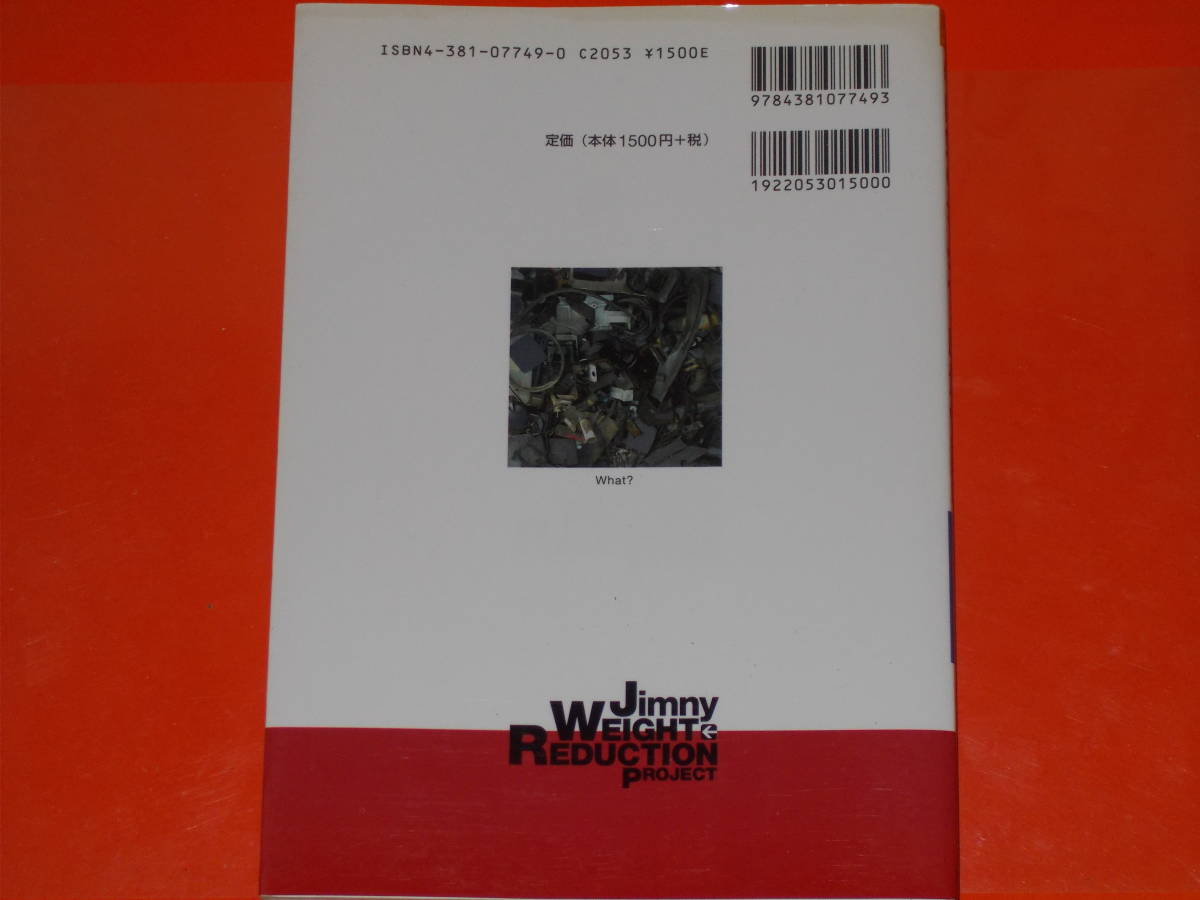 ISBN4-381-07749-0 C2053 ¥1500E
9784381077493
定価（本体1500円+税）
1922053015000
What?
Jimny
WEIGHT
REDUCTION
PROJECT